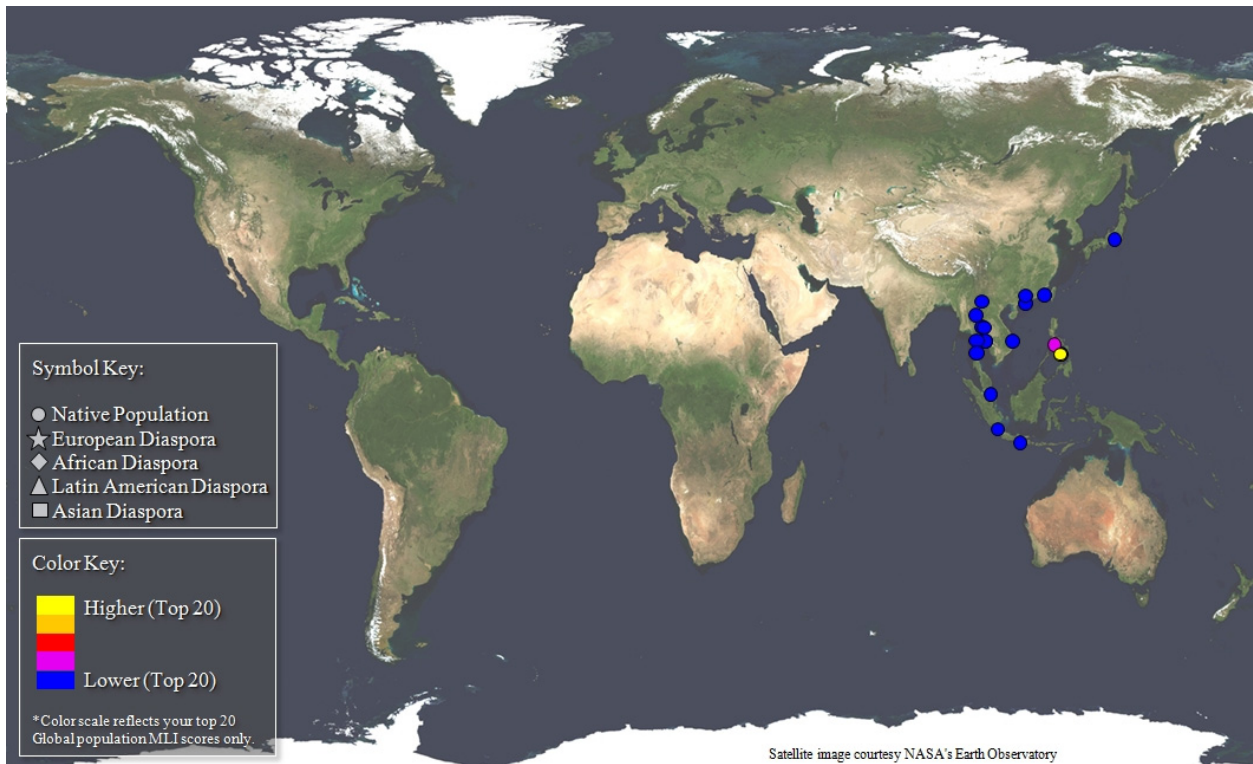 Symbol Key:
Native Population
European Diaspora
African Diaspora
Latin American Diaspora
Asian Diaspora
Color Key:
Higher (Top 20)
Lower (Top 20)
*Color scale reflects your top 20
Global population MLI scores only.
Satellite image courtesy NASA's Earth Observatory